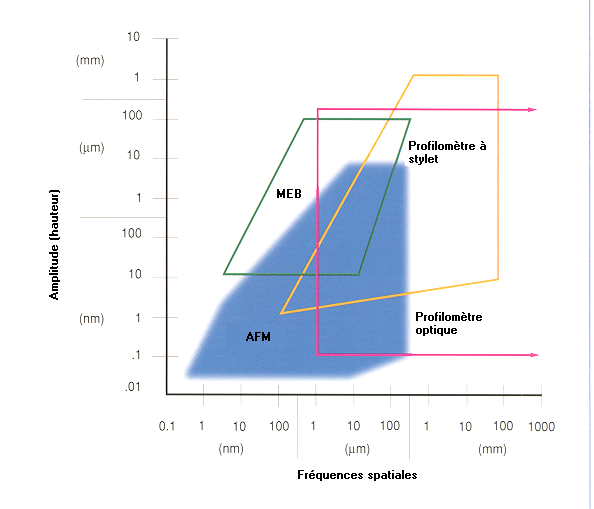 10
(mm)
1
100
(µm)
10
1
100
10
(nm)
1
.1
.01
Amplitude (hauteur)
Profilomètre à
stylet
MEB
AFM
Profilomètre
optique
0.1 1 10 100 1 10 100 1 10 100 1000
(nm) (µm) (mm)
Fréquences spatiales